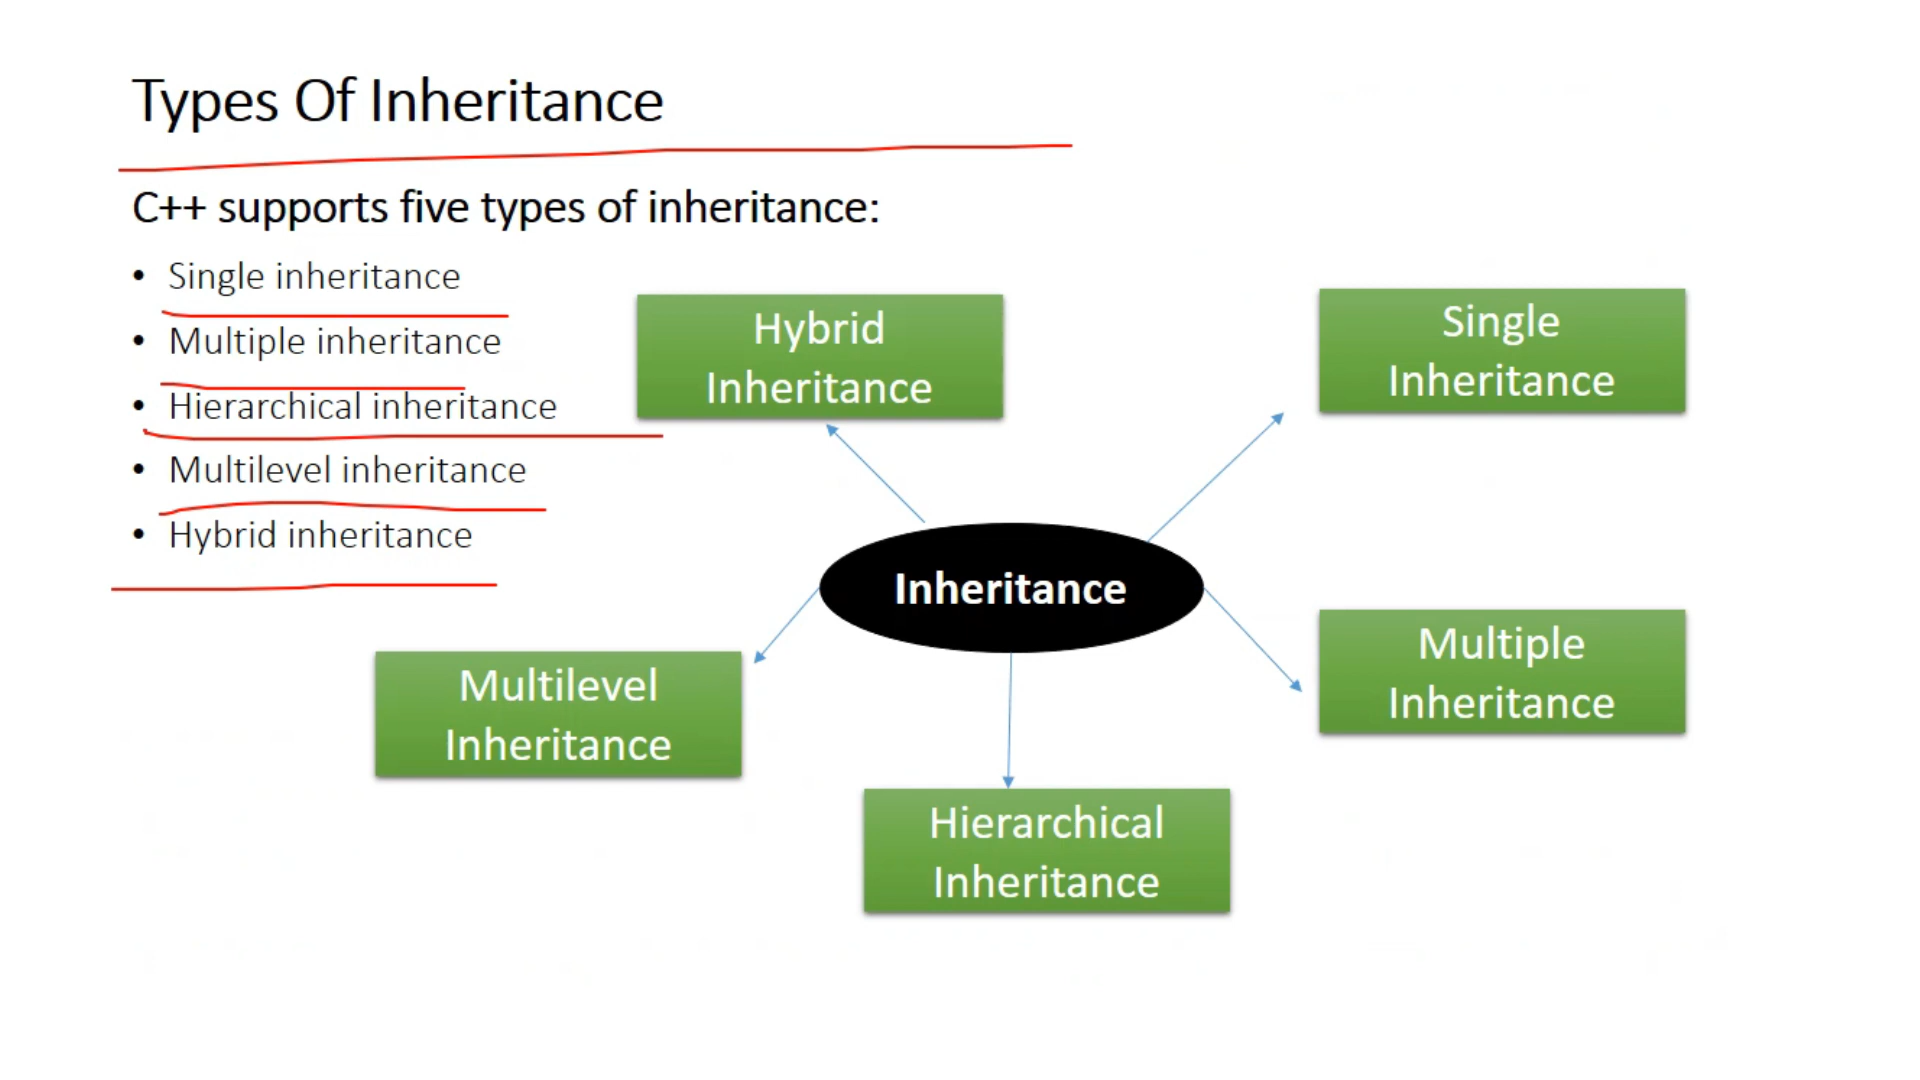 Types Of Inheritance
C++ supports five types of inheritance:
• Single inheritance
• Multiple inheritance
• Hierarchical inheritance
• Multilevel inheritance
• Hybrid inheritance
Hybrid
Inheritance
Single
Inheritance
Inheritance
Multilevel
Inheritance
Multiple
Inheritance
Hierarchical
Inheritance